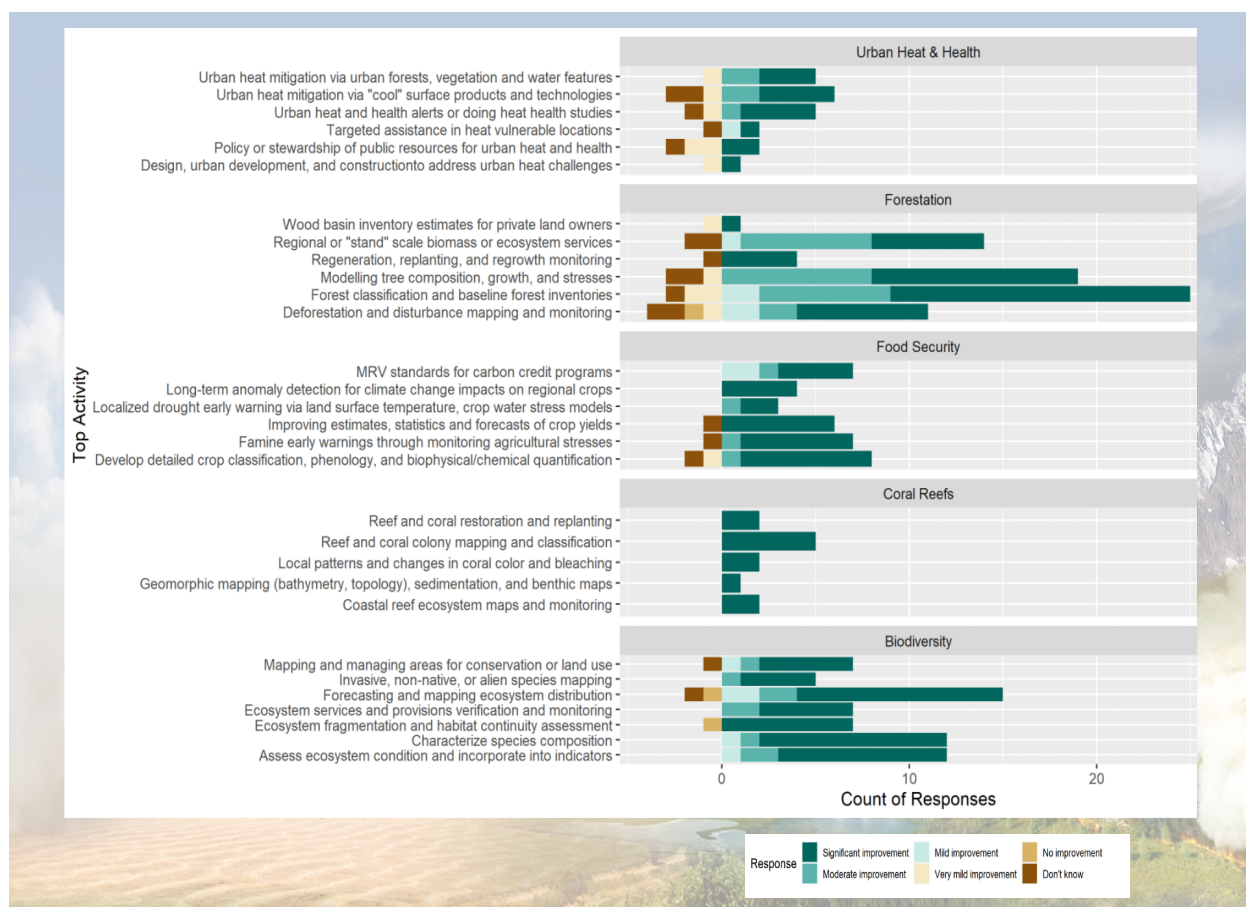 Urban Heat & Health
Urban heat mitigation via urban forests, vegetation and water features
Urban heat mitigation via "cool" surface products and technologies
Urban heat and health alerts or doing heat health studies
Targeted assistance in heat vulnerable locations
Policy or stewardship of public resources for urban heat and health
Design, urban development, and constructionto address urban heat challenges
Forestation
Wood basin inventory estimates for private land owners
Regional or "stand" scale biomass or ecosystem services
Regeneration, replanting, and regrowth monitoring
Modelling tree composition, growth, and stresses
Forest classification and baseline forest inventories
Deforestation and disturbance mapping and monitoring
Food Security
MRV standards for carbon credit programs
Long-term anomaly detection for climate change impacts on regional crops
Localized drought early warning via land surface temperature, crop water stress models
Improving estimates, statistics and forecasts of crop yields
Famine early warnings through monitoring agricultural stresses
Develop detailed crop classification, phenology, and biophysical/chemical quantification
Top Activity
Coral Reefs
Reef and coral restoration and replanting
Reef and coral colony mapping and classification
Local patterns and changes in coral color and bleaching
Geomorphic mapping (bathymetry, topology), sedimentation, and benthic maps
Coastal reef ecosystem maps and monitoring
Biodiversity
Mapping and managing areas for conservation or land use
Invasive, non-native, or alien species mapping
Forecasting and mapping ecosystem distribution
Ecosystem services and provisions verification and monitoring
Ecosystem fragmentation and habitat continuity assessment
Characterize species composition
Assess ecosystem condition and incorporate into indicators
0 10 20
Count of Responses
Response
Significant improvement Mild improvement No improvement
Moderate improvement Very mild improvement Don't know